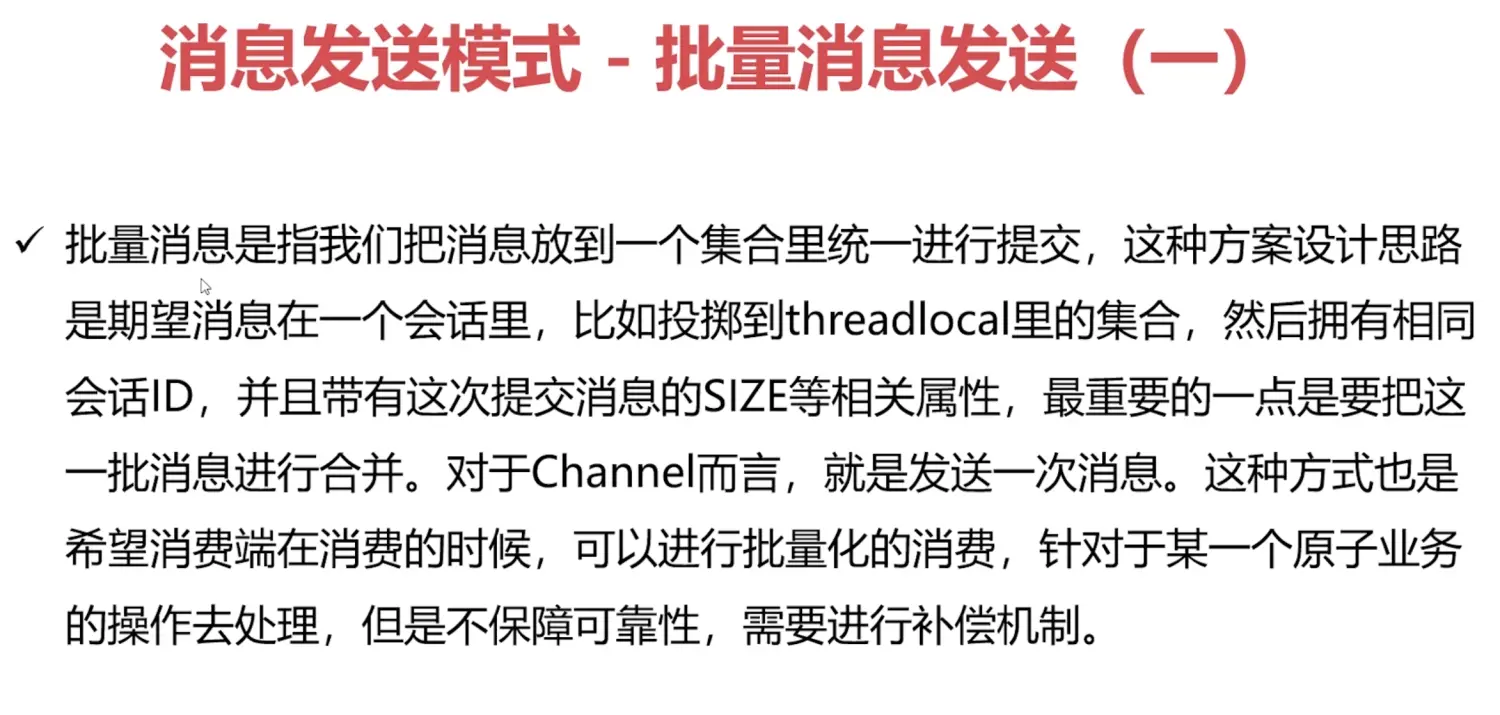 消息发送模式 - 批量消息发送（一）
✓ 批量消息是指我们把消息放到一个集合里统一进行提交，这种方案设计思路
是期望消息在一个会话里，比如投掷到threadlocal里的集合，然后拥有相同
会话ID，并且带有这次提交消息的SIZE等相关属性，最重要的一点是要把这
一批消息进行合并。对于Channel而言，就是发送一次消息。这种方式也是
希望消费端在消费的时候，可以进行批量化的消费，针对于某一个原子业务
的操作去处理，但是不保障可靠性，需要进行补偿机制。